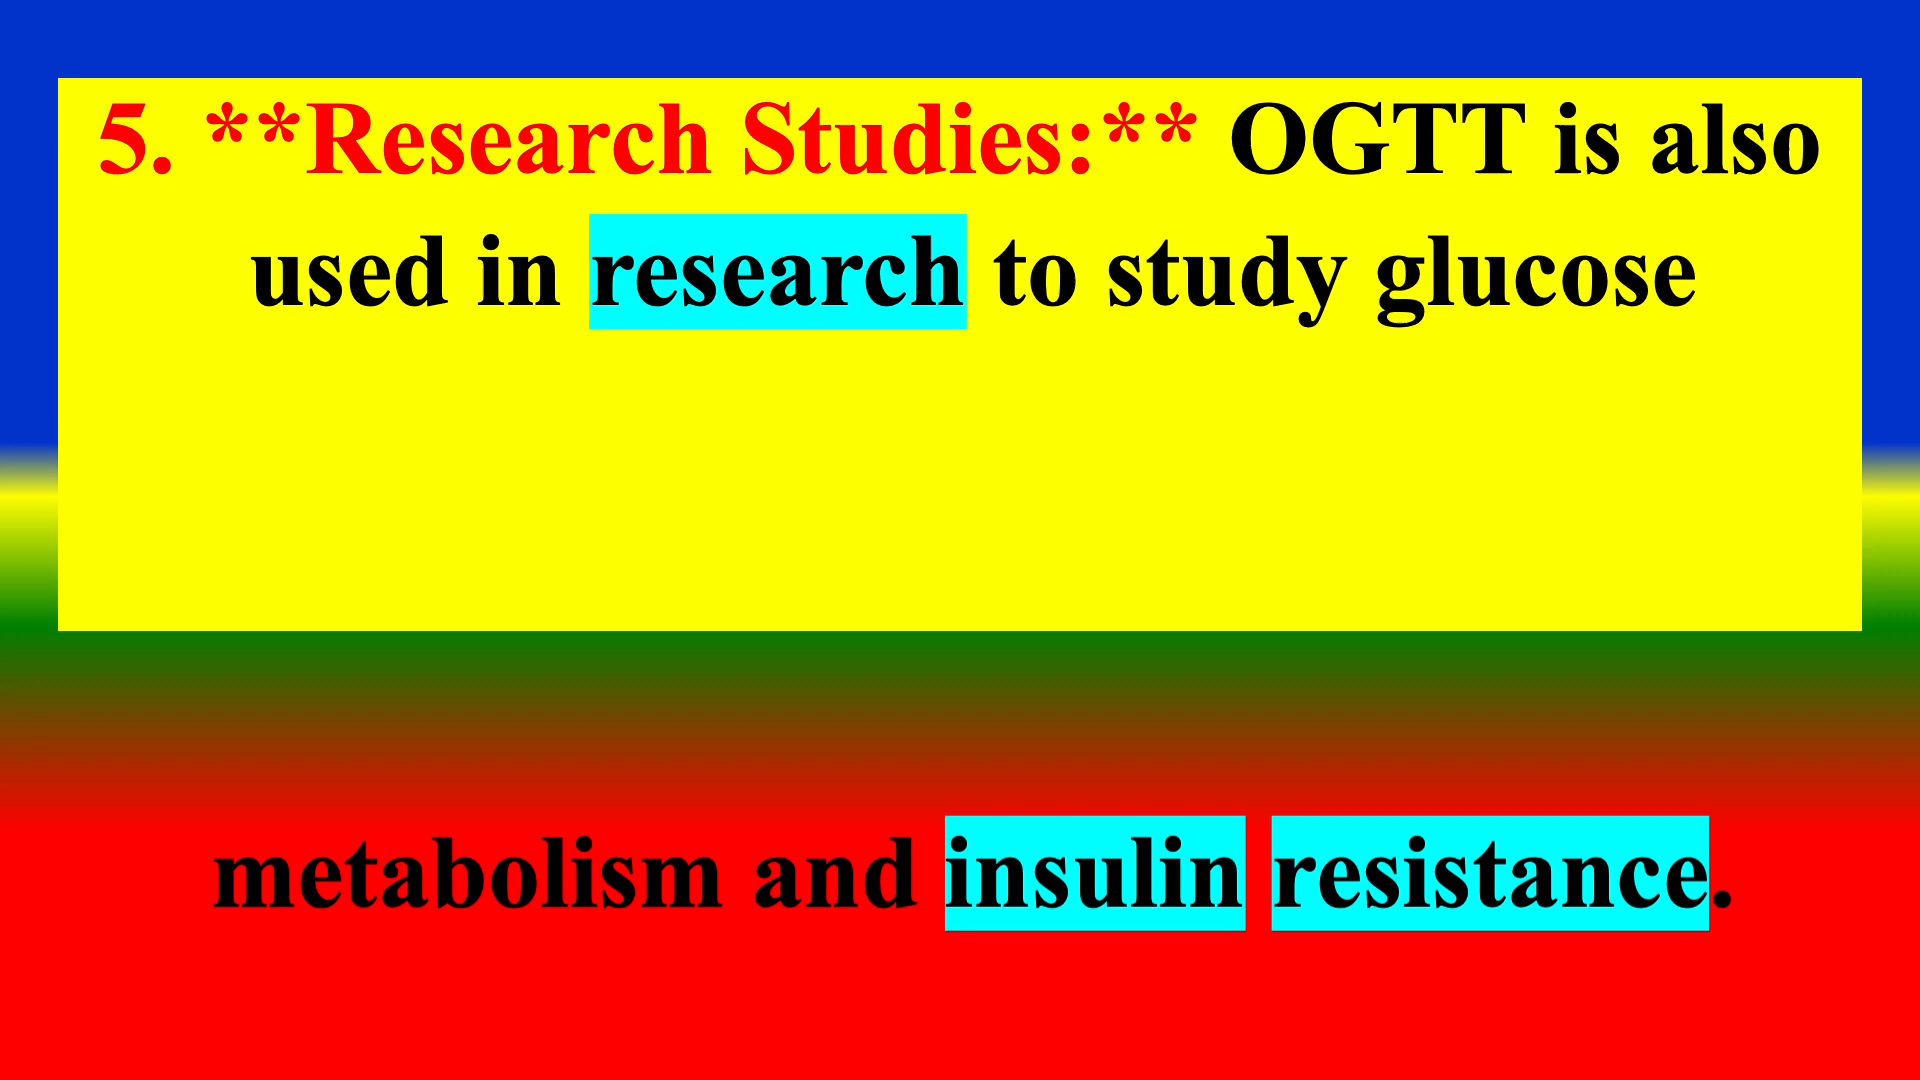 5. **Research Studies:** OGTT is also
used in research to study glucose
metabolism and insulin resistance.